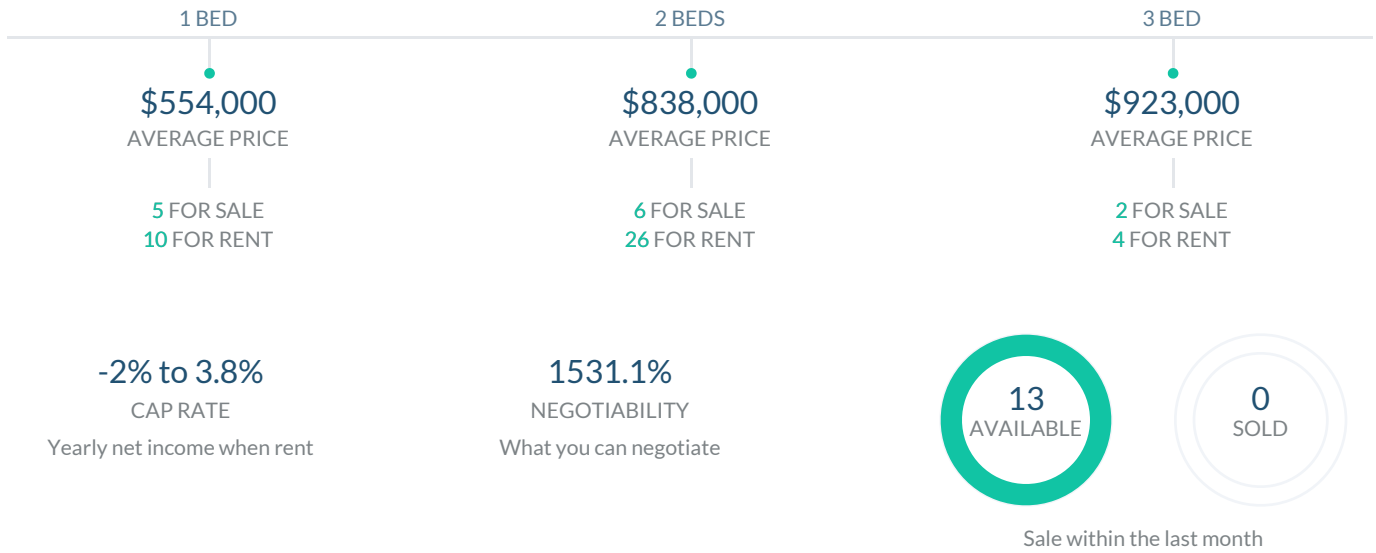 1 BED
2 BEDS
3 BED
$554,000
AVERAGE PRICE
5 FOR SALE
10 FOR RENT
$838,000
AVERAGE PRICE
6 FOR SALE
26 FOR RENT
$923,000
AVERAGE PRICE
2 FOR SALE
4 FOR RENT
-2% to 3.8%
CAP RATE
Yearly net income when rent
1531.1%
NEGOTIABILITY
What you can negotiate
13
AVAILABLE
0
SOLD
Sale within the last month